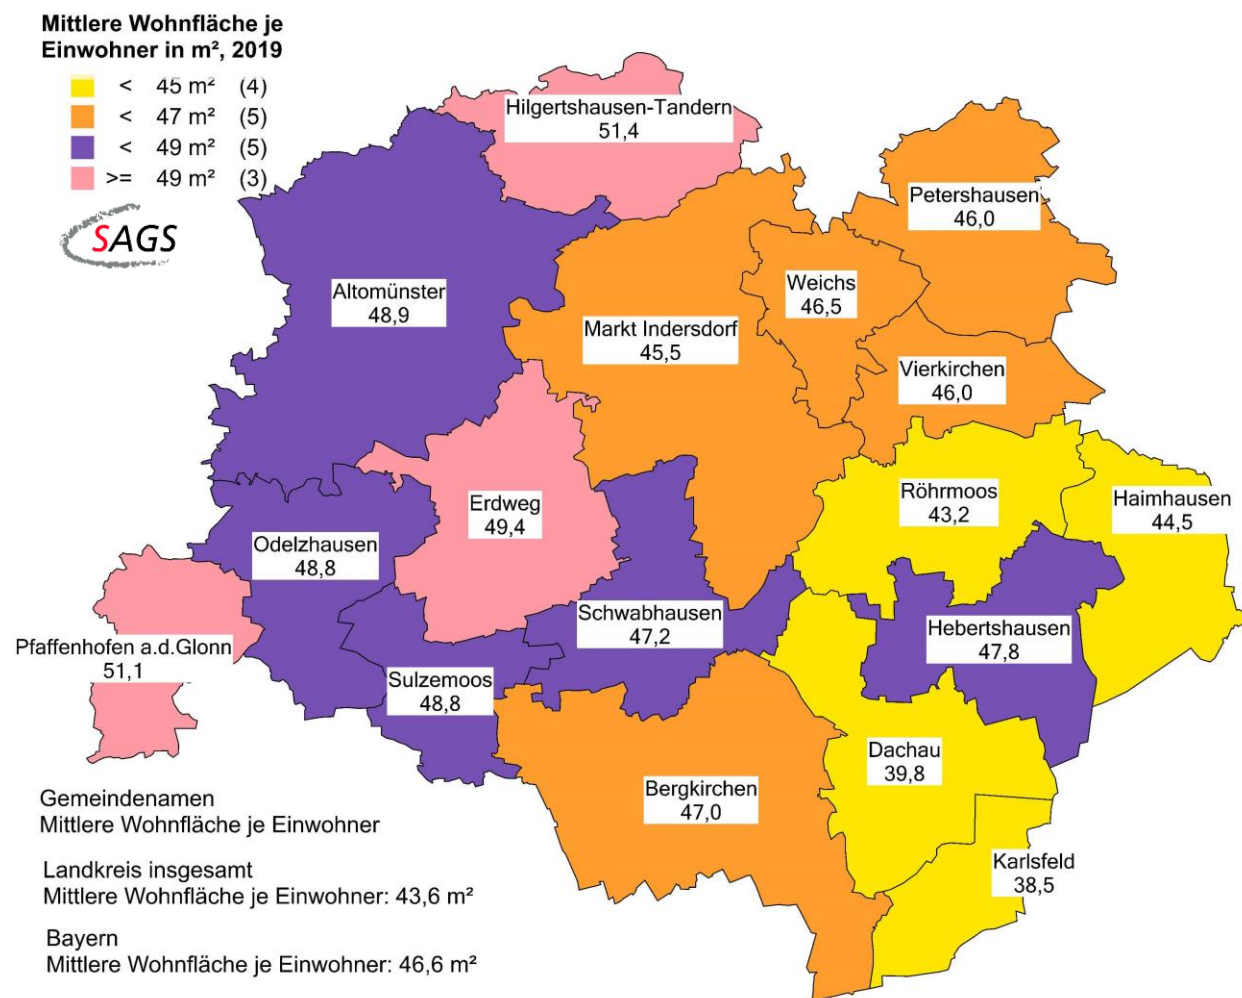 Mittlere Wohnfläche je
Einwohner in m², 2019
< 45 m² (4)
< 47 m² (5)
< 49 m² (5)
>= 49 m² (3)
SAGS
Hilgertshausen-Tandern
51,4
Petershausen
46,0
Weichs
46,5
Altomünster
48,9
Markt Indersdorf
45,5
Vierkirchen
46,0
Röhrmoos
43,2
Haimhausen
44,5
Erdweg
49,4
Odelzhausen
48,8
Schwabhausen
47,2
Hebertshausen
47,8
Pfaffenhofen a.d.Glonn
51,1
Sulzemoos
48,8
Dachau
39,8
Bergkirchen
47,0
Karlsfeld
38,5
Gemeindenamen
Mittlere Wohnfläche je Einwohner
Landkreis insgesamt
Mittlere Wohnfläche je Einwohner: 43,6 m²
Bayern
Mittlere Wohnfläche je Einwohner: 46,6 m²